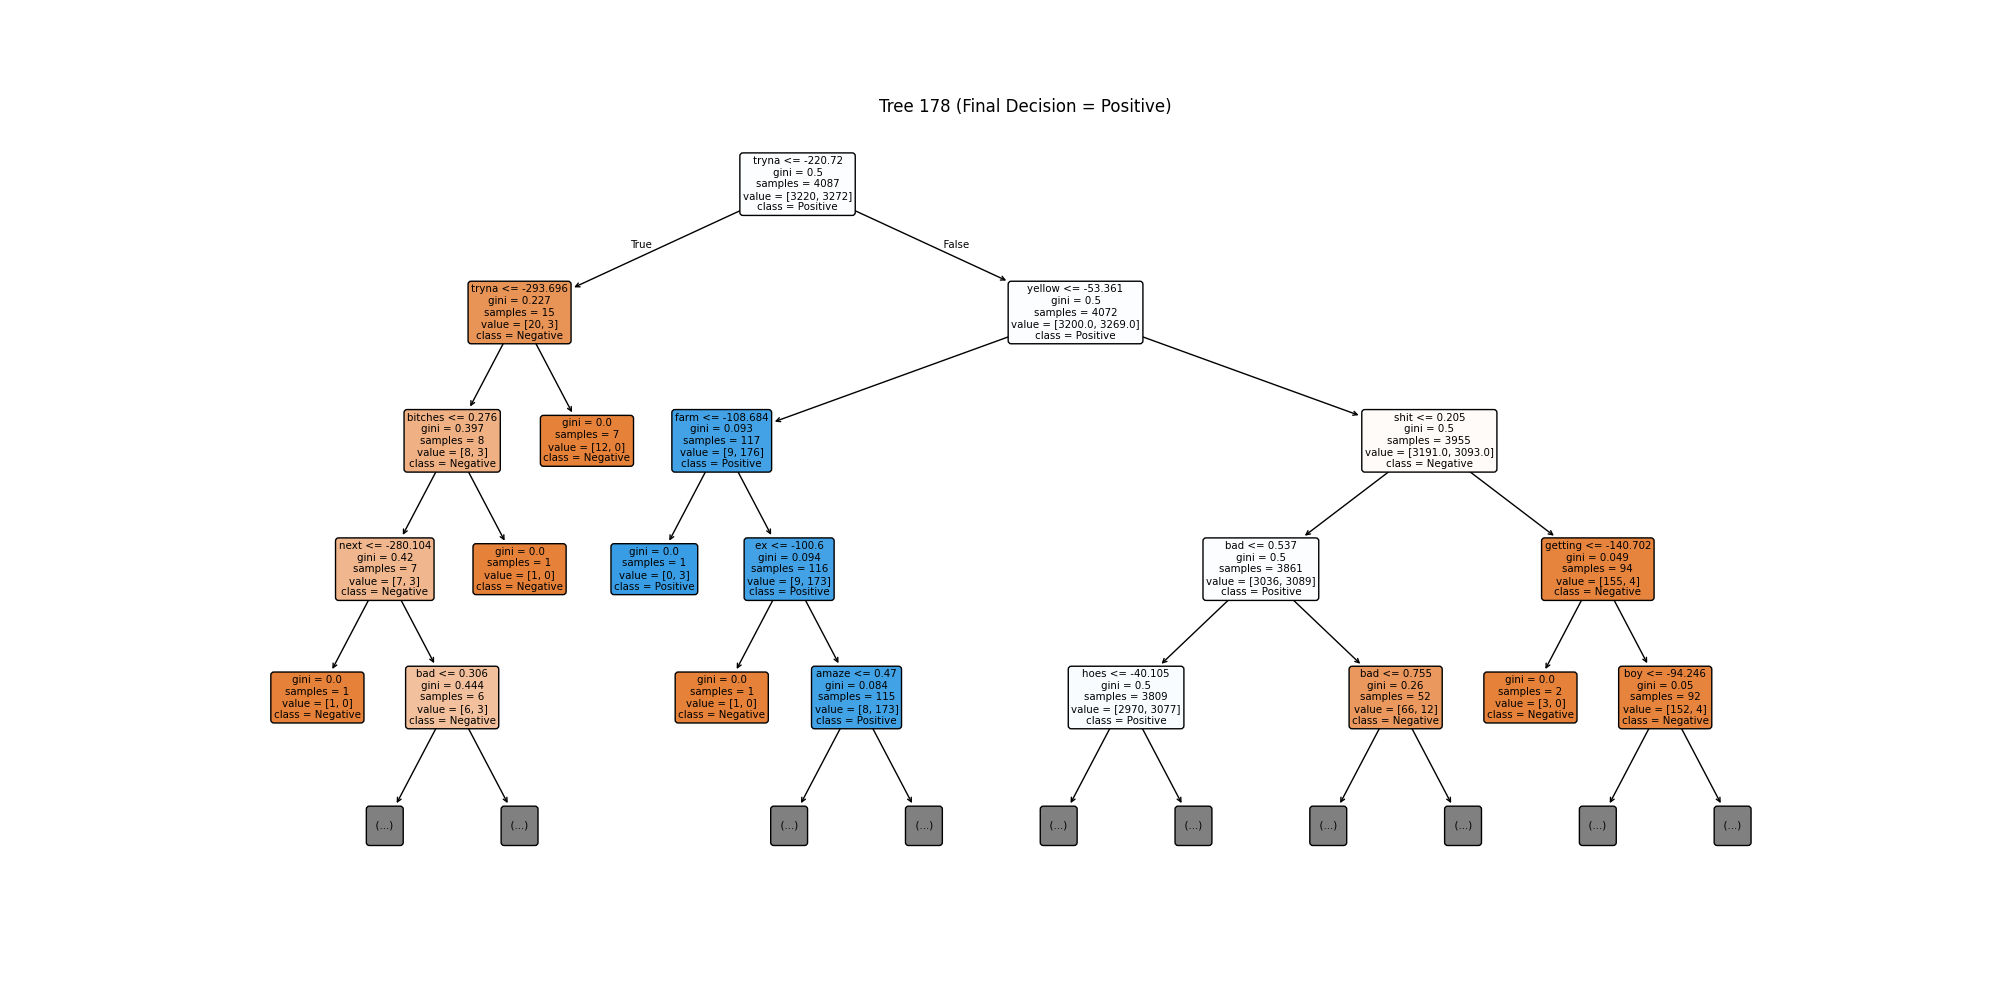 Tree 178 (Final Decision = Positive)
tryna <= -220.72
gini = 0.5
samples = 4087
value = [3220, 3272]
class = Positive
True
False
tryna <= -293.696
gini = 0.227
samples = 15
value = [20, 3]
class = Negative
yellow <= -53.361
gini = 0.5
samples = 4072
value = [3200.0, 3269.0]
class = Positive
bitches <= 0.276
gini = 0.397
samples = 8
value = [8, 3]
class = Negative
gini = 0.0
samples = 7
value = [12, 0]
class = Negative
farm <= -108.684
gini = 0.093
samples = 117
value = [9, 176]
class = Positive
shit <= 0.205
gini = 0.5
samples = 3955
value = [3191.0, 3093.0]
class = Negative
next <= -280.104
gini = 0.42
samples = 7
value = [7, 3]
class = Negative
gini = 0.0
samples = 1
value = [1, 0]
class = Negative
gini = 0.0
samples = 1
value = [0, 3]
class = Positive
ex <= -100.6
gini = 0.094
samples = 116
value = [9, 173]
class = Positive
bad <= 0.537
gini = 0.5
samples = 3861
value = [3036, 3089]
class = Positive
getting <= -140.702
gini = 0.049
samples = 94
value = [155, 4]
class = Negative
gini = 0.0
samples = 1
value = [1, 0]
class = Negative
bad <= 0.306
gini = 0.444
samples = 6
value = [6, 3]
class = Negative
gini = 0.0
samples = 1
value = [1, 0]
class = Negative
amaze <= 0.47
gini = 0.084
samples = 115
value = [8, 173]
class = Positive
hoes <= -40.105
gini = 0.5
samples = 3809
value = [2970, 3077]
class = Positive
bad <= 0.755
gini = 0.26
samples = 52
value = [66, 12]
class = Negative
gini = 0.0
samples = 2
value = [3, 0]
class = Negative
boy <= -94.246
gini = 0.05
samples = 92
value = [152, 4]
class = Negative
(...)
(...)
(...)
(...)
(...)
(...)
(...)
(...)
(...)
(...)